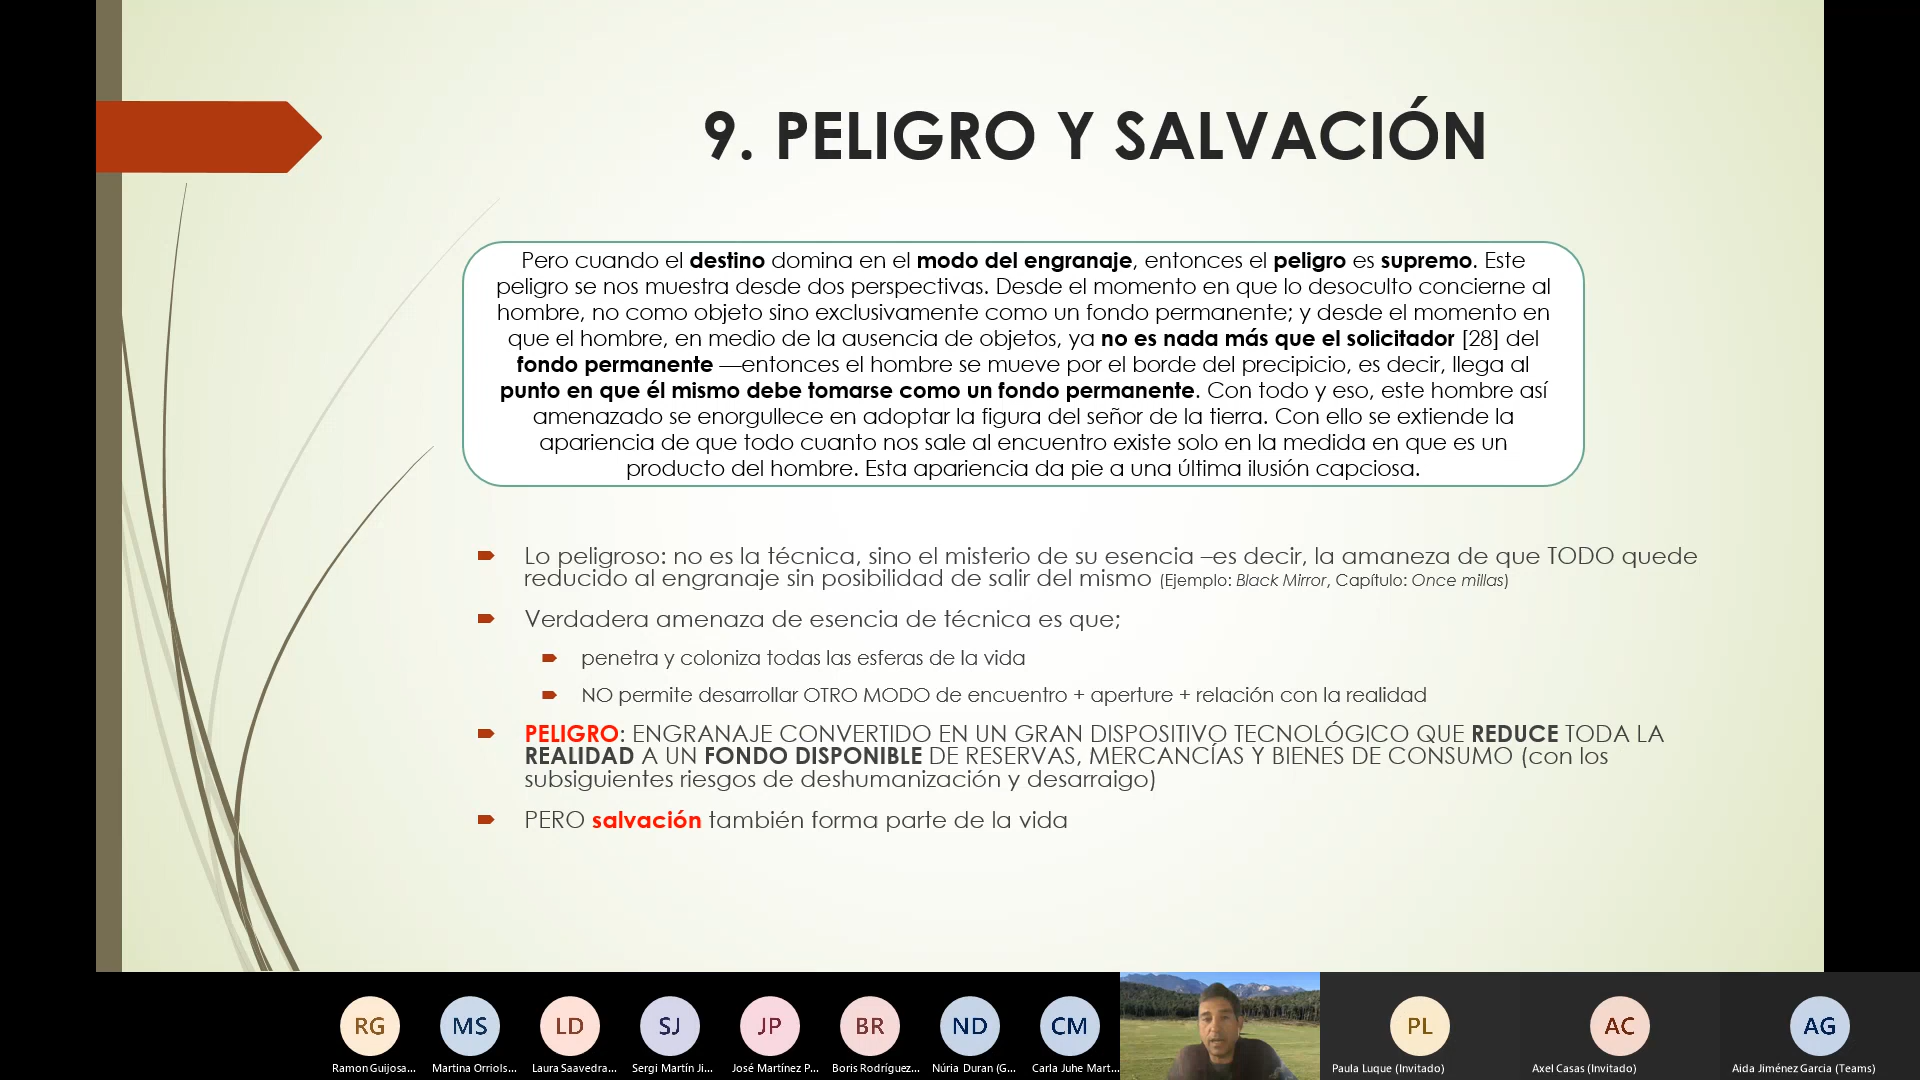 9. PELIGRO Y SALVACIÓN
Pero cuando el destino domina en el modo del engranaje, entonces el peligro es supremo. Este
peligro se nos muestra desde dos perspectivas. Desde el momento en que lo desoculto concierne al
hombre, no como objeto sino exclusivamente como un fondo permanente; y desde el momento en
que el hombre, en medio de la ausencia de objetos, ya no es nada más que el solicitador [28] del
fondo permanente —entonces el hombre se mueve por el borde del precipicio, es decir, llega al
punto en que él mismo debe tomarse como un fondo permanente. Con todo y eso, este hombre así
amenazado se enorgullece en adoptar la figura del señor de la tierra. Con ello se extiende la
apariencia de que todo cuanto nos sale al encuentro existe solo en la medida en que es un
producto del hombre. Esta apariencia da pie a una última ilusión capciosa.
Lo peligroso: no es la técnica, sino el misterio de su esencia –es decir, la amaneza de que TODO quede
reducido al engranaje sin posibilidad de salir del mismo (Ejemplo: Black Mirror, Capítulo: Once millas)
Verdadera amenaza de esencia de técnica es que;
penetra y coloniza todas las esferas de la vida
NO permite desarrollar OTRO MODO de encuentro + aperture + relación con la realidad
PELIGRO: ENGRANAJE CONVERTIDO EN UN GRAN DISPOSITIVO TECNOLÓGICO QUE REDUCE TODA LA
REALIDAD A UN FONDO DISPONIBLE DE RESERVAS, MERCANCÍAS Y BIENES DE CONSUMO (con los
subsiguientes riesgos de deshumanización y desarraigo)
PERO salvación también forma parte de la vida
RG MS LD SJ JP BR ND CM PL AC AG
Ramon Guijosa... Martina Orriols... Laura Saavedra... Sergi Martín Ji... José Martínez P... Boris Rodríguez... Núria Duran (G... Carla Juhe Mart... Paula Luque (Invitado) Axel Casas (Invitado) Aida Jiménez Garcia (Teams)